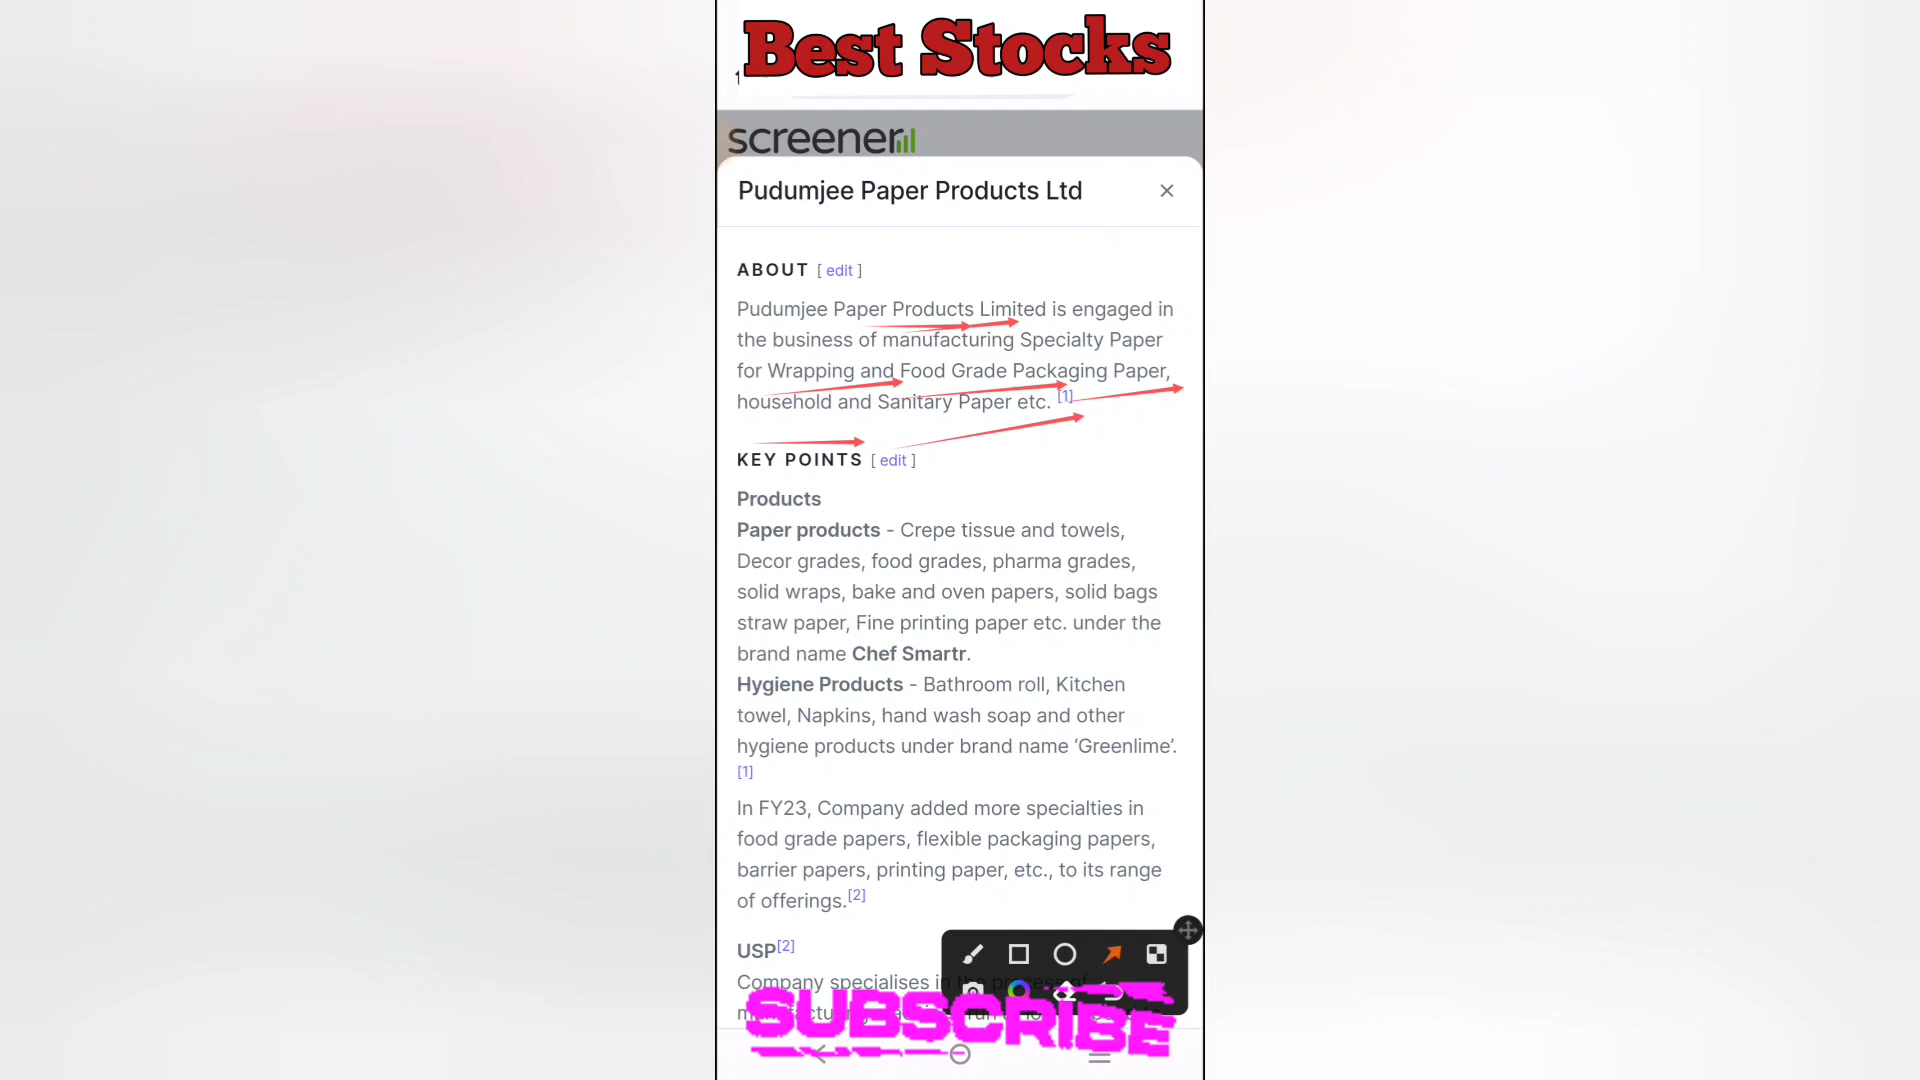 Best Stocks
screener
Pudumjee Paper Products Ltd
ABOUT [ edit ]
Pudumjee Paper Products Limited is engaged in
the business of manufacturing Specialty Paper
for Wrapping and Food Grade Packaging Paper,
household and Sanitary Paper etc. [1]
KEY POINTS [ edit ]
Products
Paper products - Crepe tissue and towels,
Decor grades, food grades, pharma grades,
solid wraps, bake and oven papers, solid bags
straw paper, Fine printing paper etc. under the
brand name Chef Smartr.
Hygiene Products - Bathroom roll, Kitchen
towel, Napkins, hand wash soap and other
hygiene products under brand name ‘Greenlime’.
[1]
In FY23, Company added more specialties in
food grade papers, flexible packaging papers,
barrier papers, printing paper, etc., to its range
of offerings.[2]
USP[2]
Company specialises in the process of
SUBSCRIBE